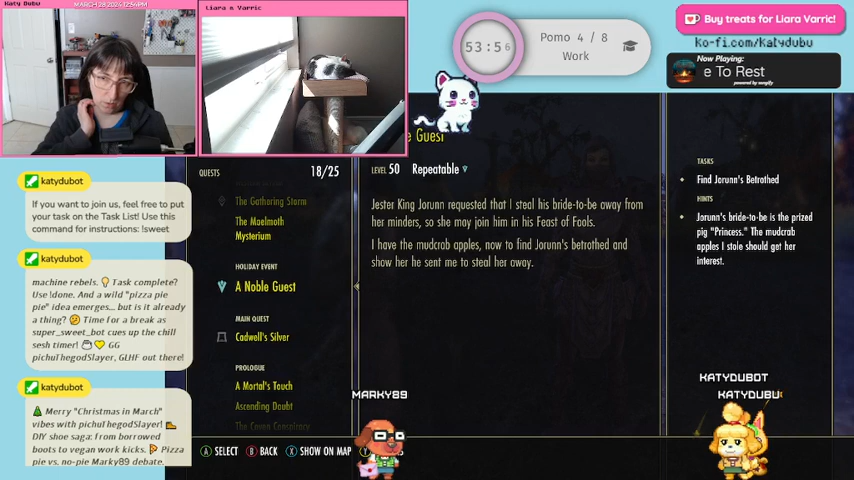 Katy Dubu
MARCH 29 2024 12:54PM
Liara n Varric
53:56
Pomo 4 / 8
Work
Buy treats for Liara Varric!
ko-fi.com/katydubu
Now Playing:
e To Rest
powered by songify
katydubot
If you want to join us, feel free to put your task on the Task List! Use this command for instructions: !sweet
katydubot
machine rebels. 💡 Task complete?
Use !done. And a wild "pizza pie
pie" idea emerges... but is it already
a thing? 🤔 Time for a break as
super_sweet_bot cues up the chill
sesh timer! ☕💛 GG
pichuThegodSlayer, GLHF out there!
katydubot
🎄 Merry "Christmas in March"
vibes with pichuThegodSlayer! 🥾
DIY shoe saga: from borrowed
boots to vegan work kicks. 🍕 Pizza
pie vs. no-pie Marky89 debate.
QUESTS
18/25
The Gathering Storm
The Maelmoth
Mysterium
HOLIDAY EVENT
A Noble Guest
MAIN QUEST
Cadwell's Silver
PROLOGUE
A Mortal's Touch
Ascending Doubt
The Coven Conspiracy
e Guest
LEVEL 50 Repeatable
Jester King Jorunn requested that I steal his bride-to-be away from
her minders, so she may join him in his Feast of Fools.
I have the mudcrab apples, now to find Jorunn's betrothed and
show her he sent me to steal her away.
TASKS
Find Jorunn's Betrothed
HINTS
Jorunn's bride-to-be is the prized
pig "Princess." The mudcrab
apples I stole should get her
interest.
MARKY89
KATYDUBOT
KATYDUBU
A SELECT
B BACK
X SHOW ON MAP
Y